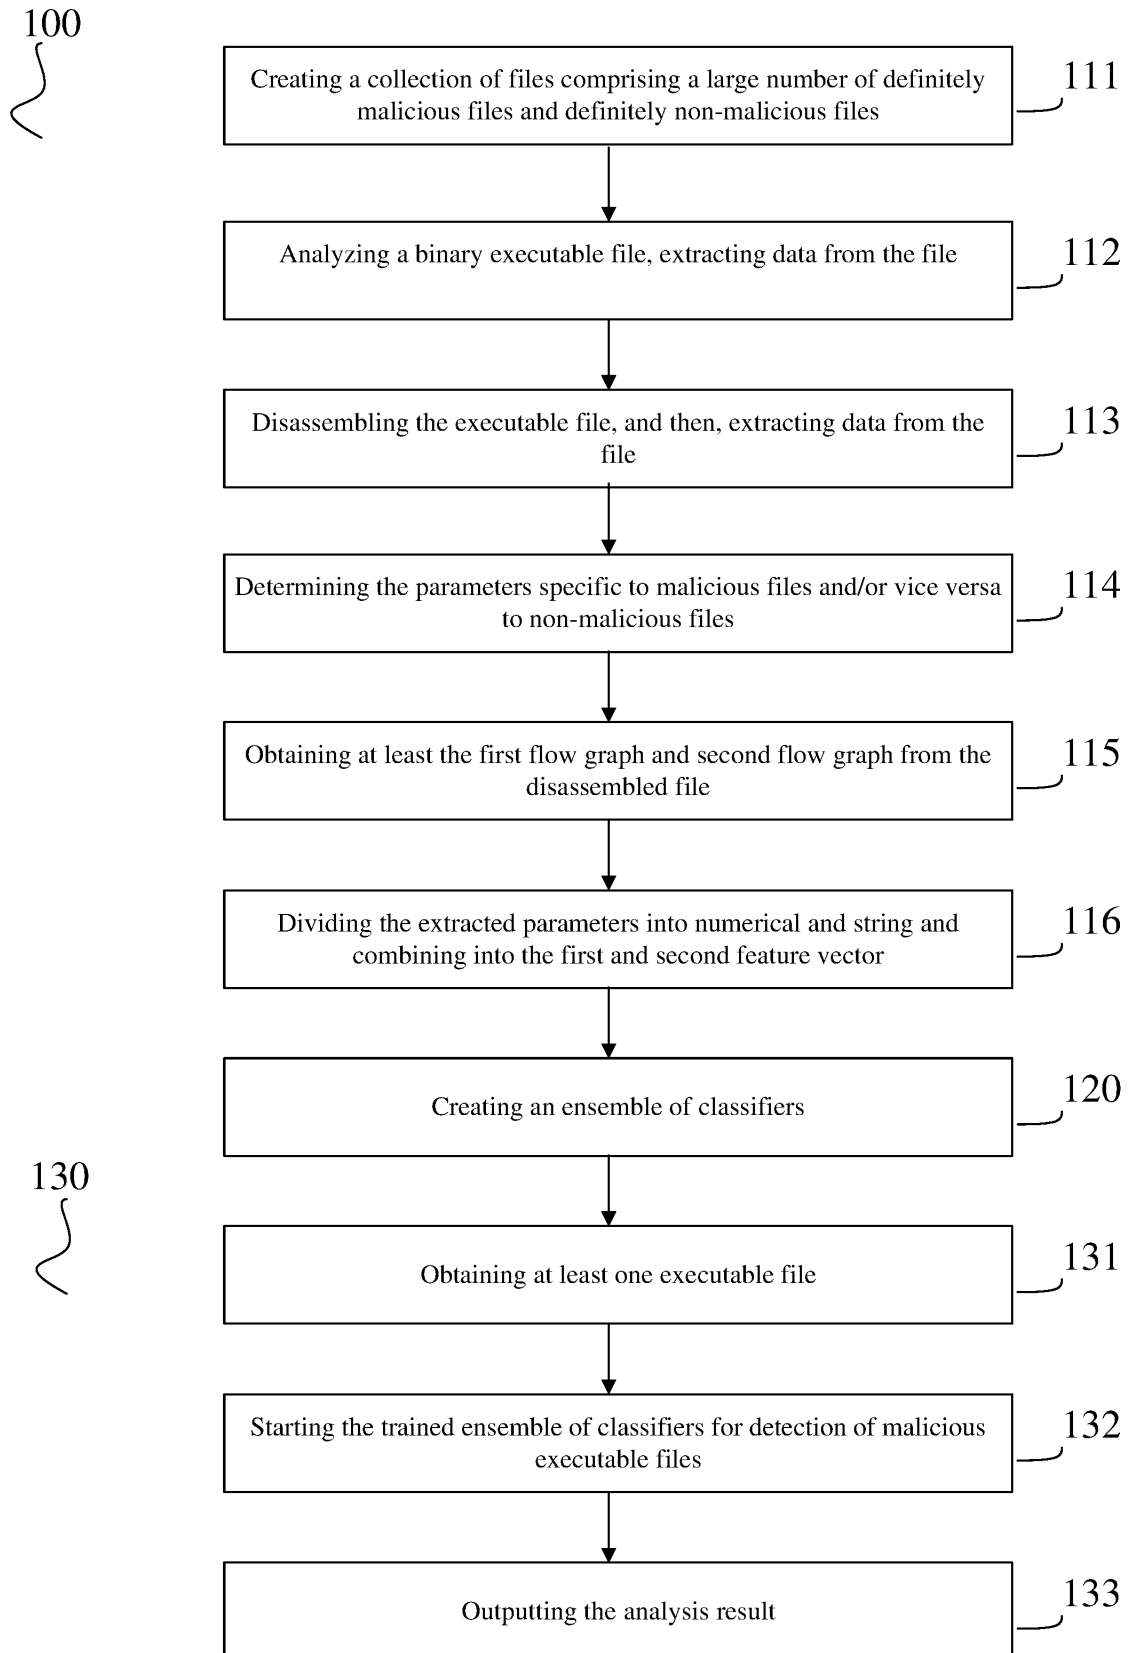 100
Creating a collection of files comprising a large number of definitely
malicious files and definitely non-malicious files
111
Analyzing a binary executable file, extracting data from the file
112
Disassembling the executable file, and then, extracting data from the
file
113
Determining the parameters specific to malicious files and/or vice versa
to non-malicious files
114
Obtaining at least the first flow graph and second flow graph from the
disassembled file
115
Dividing the extracted parameters into numerical and string and
combining into the first and second feature vector
116
Creating an ensemble of classifiers
120
130
Obtaining at least one executable file
131
Starting the trained ensemble of classifiers for detection of malicious
executable files
132
Outputting the analysis result
133